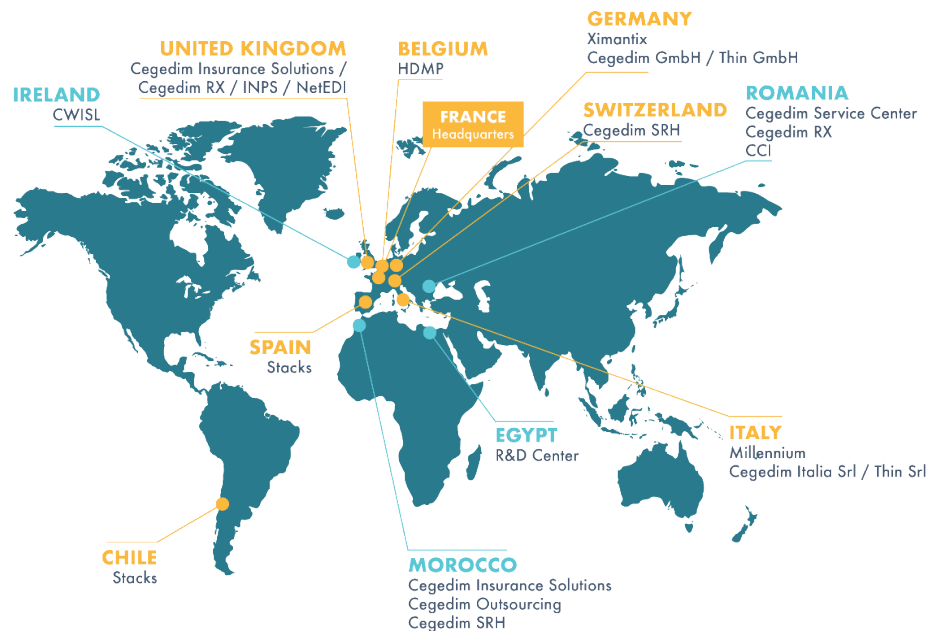 GERMANY
Ximantix
Cegedim GmbH / Thin GmbH
UNITED KINGDOM
Cegedim Insurance Solutions /
Cegedim RX / INPS / NetEDI
BELGIUM
HDMP
IRELAND
CWISL
FRANCE
Headquarters
SWITZERLAND
Cegedim SRH
ROMANIA
Cegedim Service Center
Cegedim RX
CCI
SPAIN
Stacks
EGYPT
R&D Center
ITALY
Millennium
Cegedim Italia Srl / Thin Srl
CHILE
Stacks
MOROCCO
Cegedim Insurance Solutions
Cegedim Outsourcing
Cegedim SRH